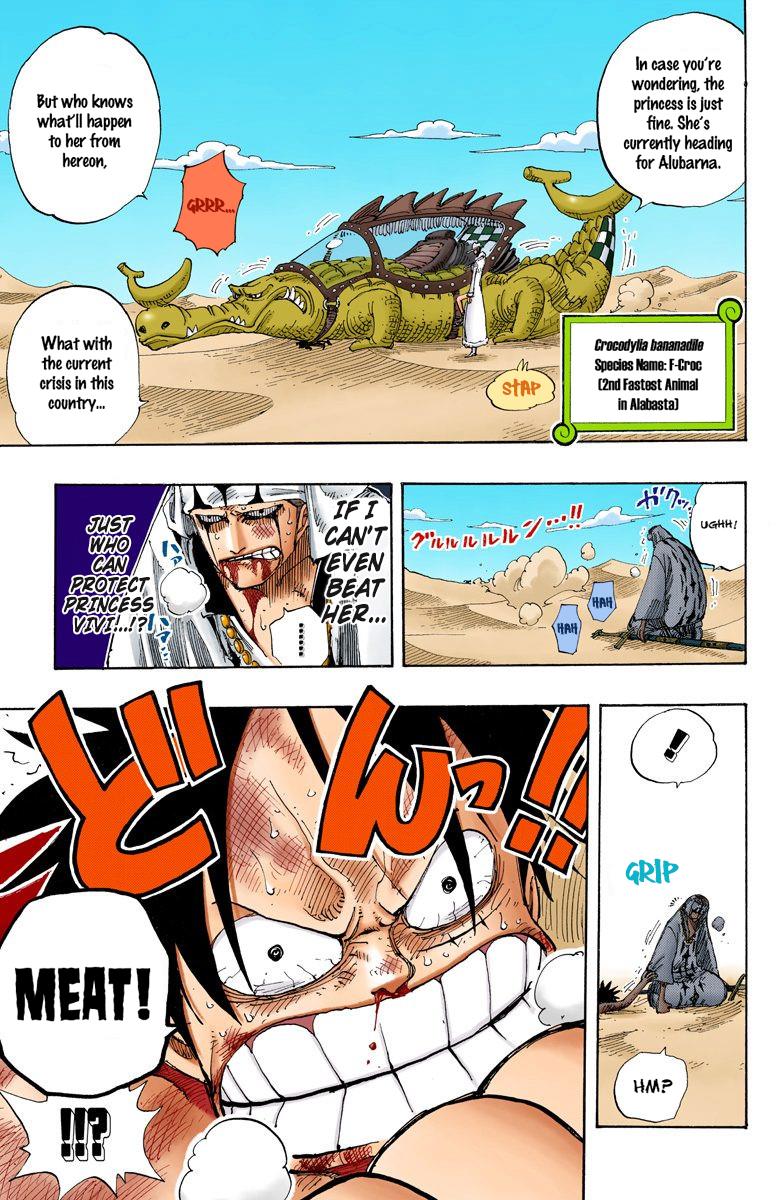 In case you're
wondering, the
princess is just
fine. She's
currently heading
for Alubarna.
But who knows
what'll happen
to her from
hereon,
GRRR...
What with
the current
crisis in this
country...
STAP
Crocodylia bananadile
Species Name: F-Croc
(2nd Fastest Animal
in Alabasta)
UGHH!
ガクッ
グルルルルルン…!!
HAH
HAH
IF I
CAN'T
EVEN
BEAT
HER...
ハァ
ハァ
......
JUST
WHO
CAN
PROTECT
PRINCESS
VIVI!...!?
!
GRIP
HM?
どんっ!!
MEAT!
!!?